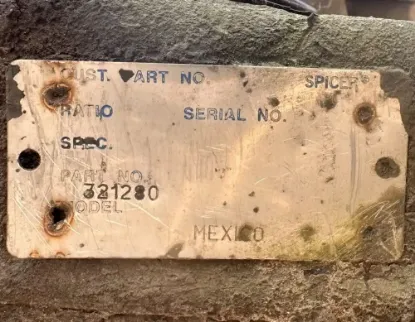 CUST. PART NO. SPICER
RATIO SERIAL NO.
SPEC.
PART NO.
321280
MODEL
MEXICO